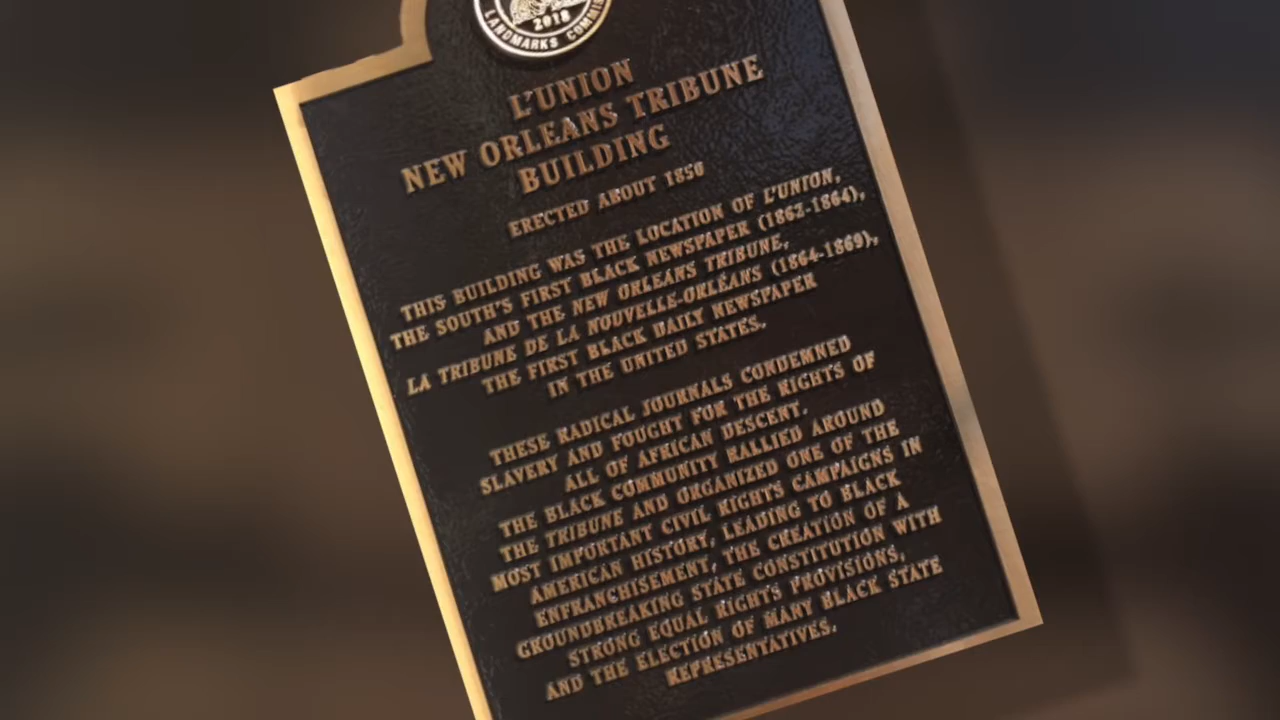 2018
LANDMARKS
L'UNION
NEW ORLEANS TRIBUNE
BUILDING
ERECTED ABOUT 1850
THIS BUILDING WAS THE LOCATION OF L'UNION,
THE SOUTH'S FIRST BLACK NEWSPAPER (1862-1864),
AND THE NEW ORLEANS TRIBUNE,
LA TRIBUNE DE LA NOUVELLE-ORLÉANS (1864-1869),
THE FIRST BLACK DAILY NEWSPAPER
IN THE UNITED STATES.
THESE RADICAL JOURNALS CONDEMNED
SLAVERY AND FOUGHT FOR THE RIGHTS OF
ALL OF AFRICAN DESCENT.
THE BLACK COMMUNITY RALLIED AROUND
THE TRIBUNE AND ORGANIZED ONE OF THE
MOST IMPORTANT CIVIL RIGHTS CAMPAIGNS IN
AMERICAN HISTORY, LEADING TO BLACK
ENFRANCHISEMENT, THE CREATION OF A
GROUNDBREAKING STATE CONSTITUTION WITH
STRONG EQUAL RIGHTS PROVISIONS,
AND THE ELECTION OF MANY BLACK STATE
REPRESENTATIVES.